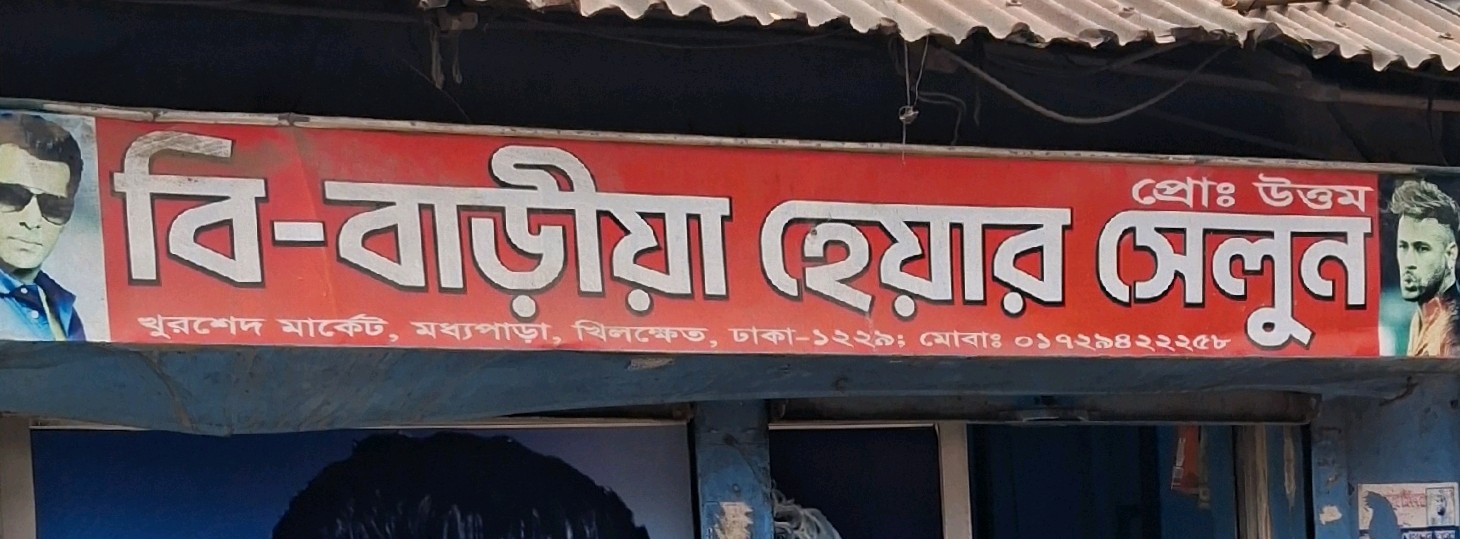 প্রোঃ উত্তম
বি-বাড়ীয়া হেয়ার সেলুন
খুরশেদ মার্কেট, মধ্যপাড়া, খিলক্ষেত, ঢাকা-১২২৯; মোবাঃ ০১৭২৯৪২২২৫৮